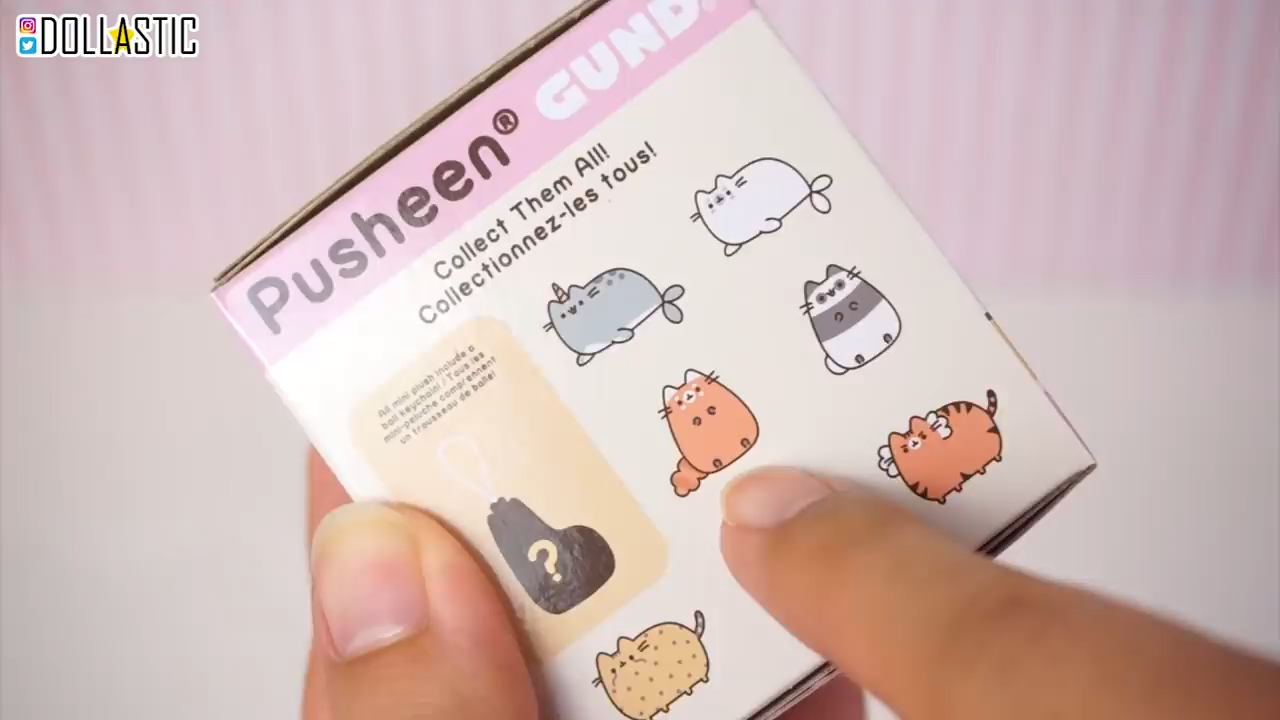 DOLLASTIC
Pusheen® GUND.
Collect Them All!
Collectionnez-les tous!
All mini plush include a
ball keychain! / Tous les
mini-peluche comprennent
un trousseau de balle!
?